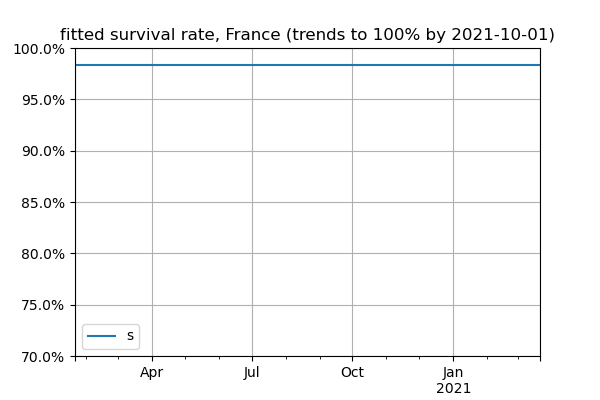 fitted survival rate, France (trends to 100% by 2021-10-01)
100.0%
95.0%
90.0%
85.0%
80.0%
75.0%
70.0%
s
Apr Jul Oct Jan
2021